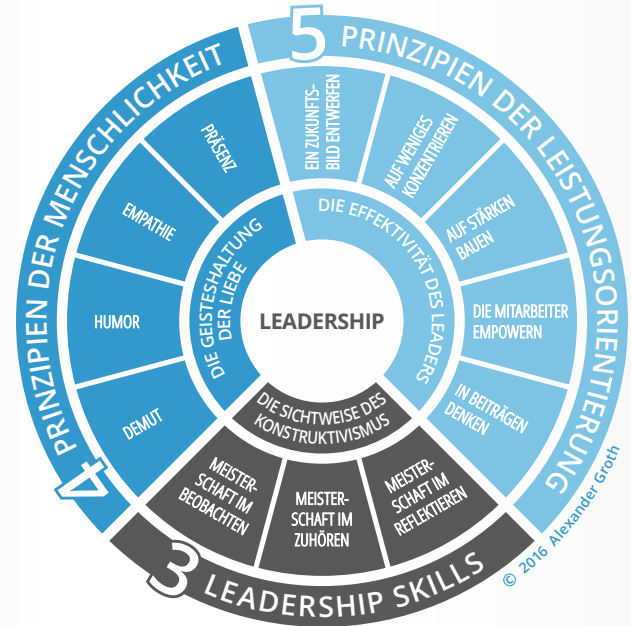 5 PRINZIPIEN DER LEISTUNGSORIENTIERUNG
EIN ZUKUNFTS-
BILD ENTWERFEN
AUF WENIGES
KONZENTRIEREN
AUF STÄRKEN
BAUEN
DIE MITARBEITER
EMPOWERN
IN BEITRÄGEN
DENKEN
DIE EFFEKTIVITÄT DES LEADERS
4 PRINZIPIEN DER MENSCHLICHKEIT
PRÄSENZ
EMPATHIE
HUMOR
DEMUT
DIE GEISTESHALTUNG
DER LIEBE
LEADERSHIP
DIE SICHTWEISE DES
KONSTRUKTIVISMUS
MEISTER-
SCHAFT IM
BEOBACHTEN
MEISTER-
SCHAFT IM
ZUHÖREN
MEISTER-
SCHAFT IM
REFLEKTIEREN
3 LEADERSHIP SKILLS
© 2016 Alexander Groth